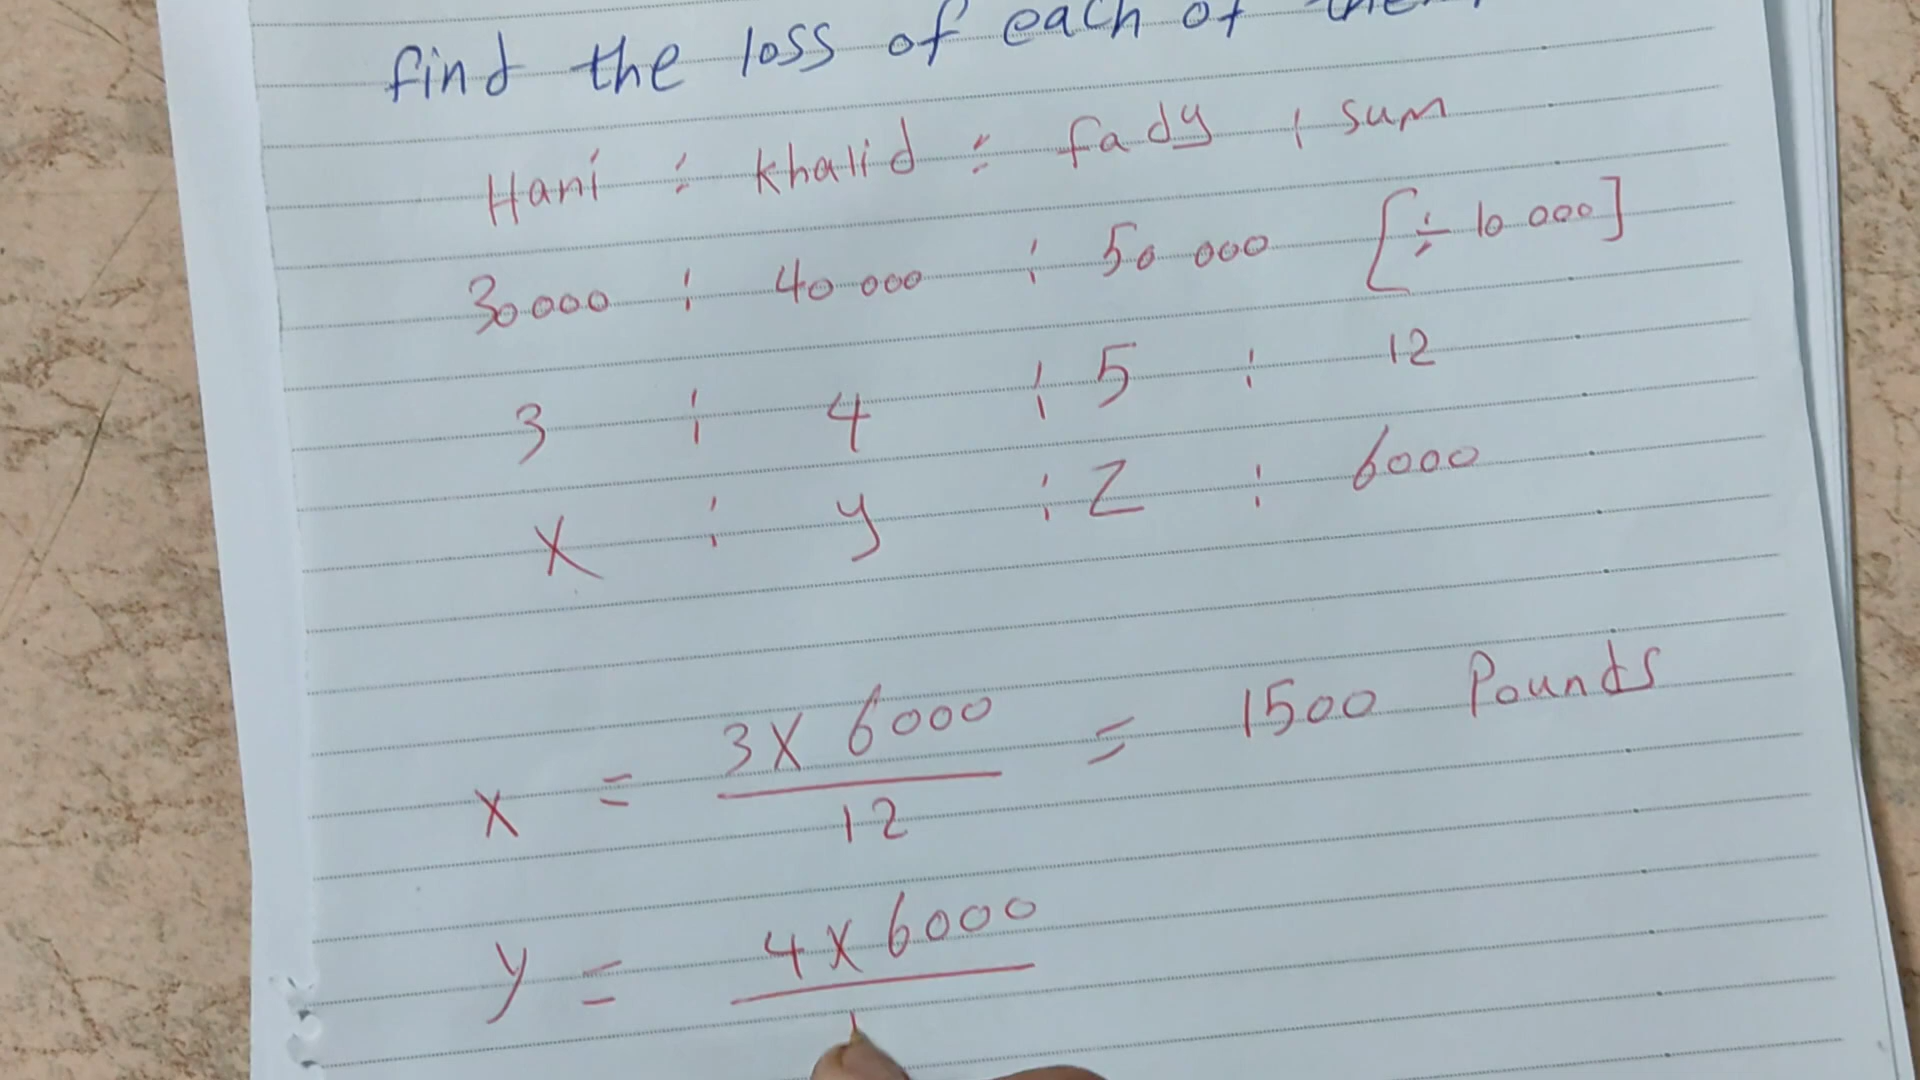 find the loss of each of
Hani : Khalid : fady : sum
30000 : 40 000 : 50 000 [÷ 10 000]
3 : 4 : 5 : 12
X : y : Z : 6000
X = 3 X 6000 / 12 = 1500 Pounds
y = 4 X 6000